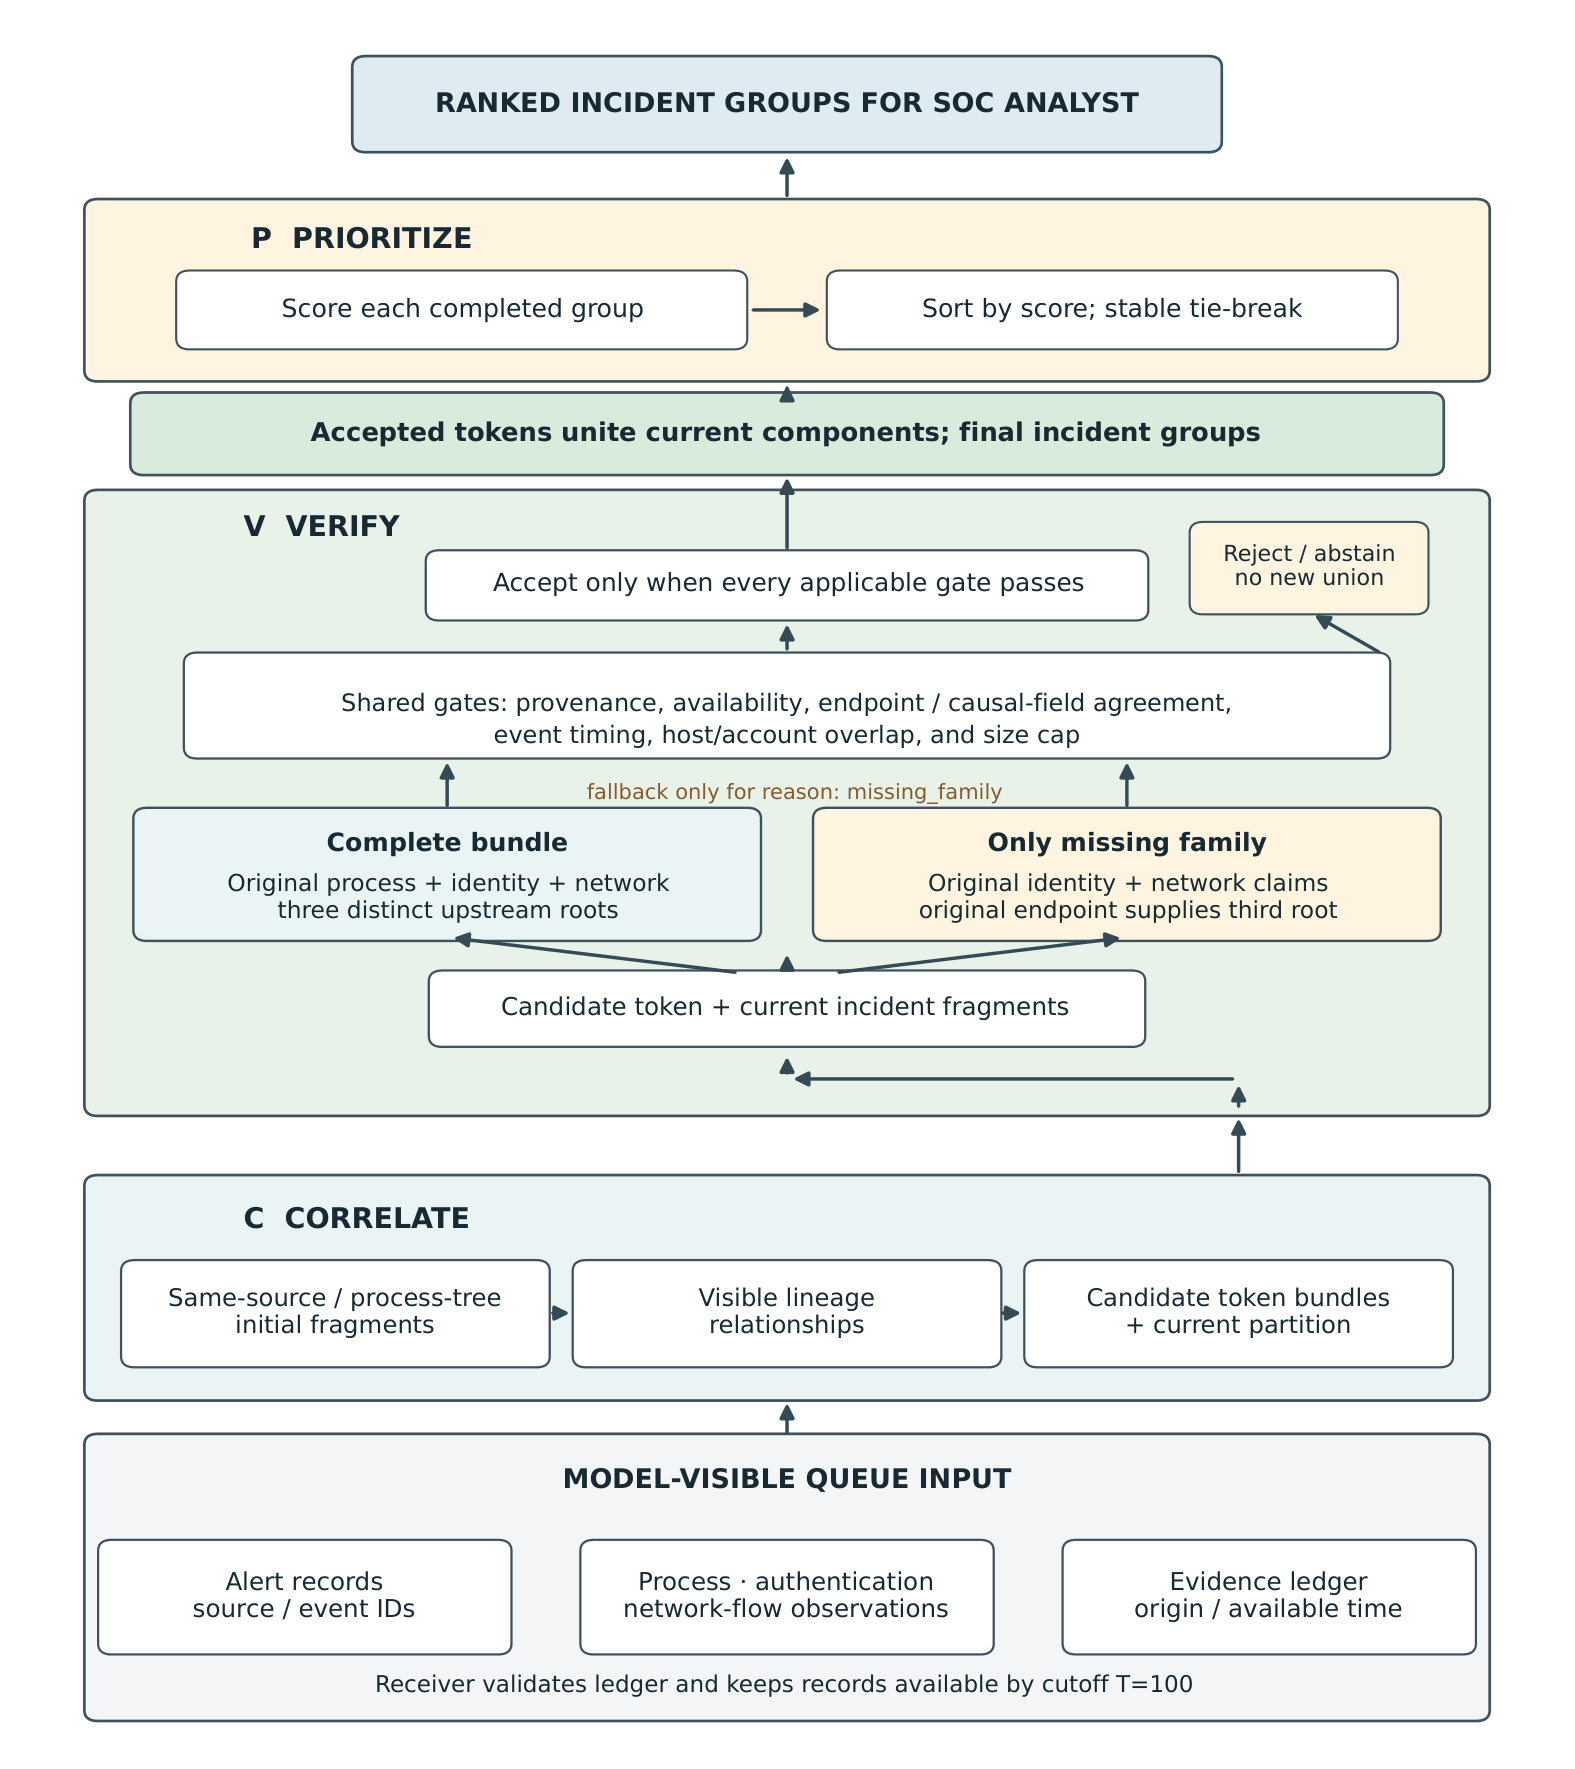 RANKED INCIDENT GROUPS FOR SOC ANALYST
P PRIORITIZE
Score each completed group
Sort by score; stable tie-break
Accepted tokens unite current components; final incident groups
V VERIFY
Reject / abstain
no new union
Accept only when every applicable gate passes
Shared gates: provenance, availability, endpoint / causal-field agreement,
event timing, host/account overlap, and size cap
fallback only for reason: missing_family
Complete bundle
Original process + identity + network
three distinct upstream roots
Only missing family
Original identity + network claims
original endpoint supplies third root
Candidate token + current incident fragments
C CORRELATE
Same-source / process-tree
initial fragments
Visible lineage
relationships
Candidate token bundles
+ current partition
MODEL-VISIBLE QUEUE INPUT
Alert records
source / event IDs
Process · authentication
network-flow observations
Evidence ledger
origin / available time
Receiver validates ledger and keeps records available by cutoff T=100